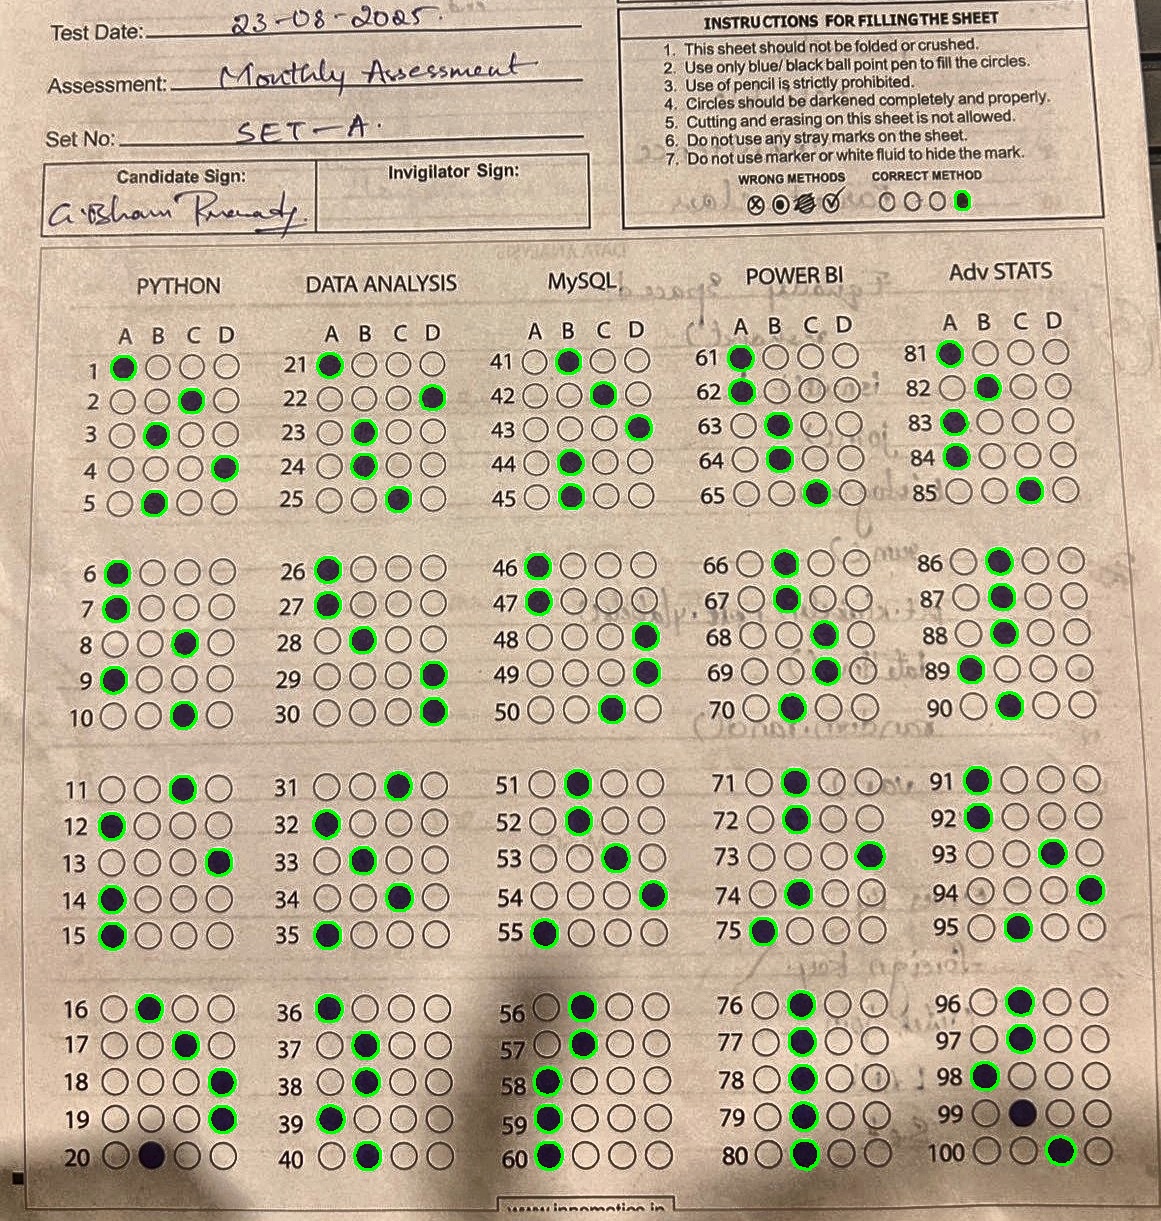 Test Date: 23-08-2025.
Assessment: Monthly Assessment
Set No: SET-A.
Candidate Sign:
Invigilator Sign:
INSTRUCTIONS FOR FILLING THE SHEET
1. This sheet should not be folded or crushed.
2. Use only blue/ black ball point pen to fill the circles.
3. Use of pencil is strictly prohibited.
4. Circles should be darkened completely and properly.
5. Cutting and erasing on this sheet is not allowed.
6. Do not use any stray marks on the sheet.
7. Do not use marker or white fluid to hide the mark.
WRONG METHODS CORRECT METHOD
PYTHON DATA ANALYSIS MySQL POWER BI Adv STATS
A B C D A B C D A B C D A B C D A B C D
1 21 41 61 81
2 22 42 62 82
3 23 43 63 83
4 24 44 64 84
5 25 45 65 85
6 26 46 66 86
7 27 47 67 87
8 28 48 68 88
9 29 49 69 89
10 30 50 70 90
11 31 51 71 91
12 32 52 72 92
13 33 53 73 93
14 34 54 74 94
15 35 55 75 95
16 36 56 76 96
17 37 57 77 97
18 38 58 78 98
19 39 59 79 99
20 40 60 80 100